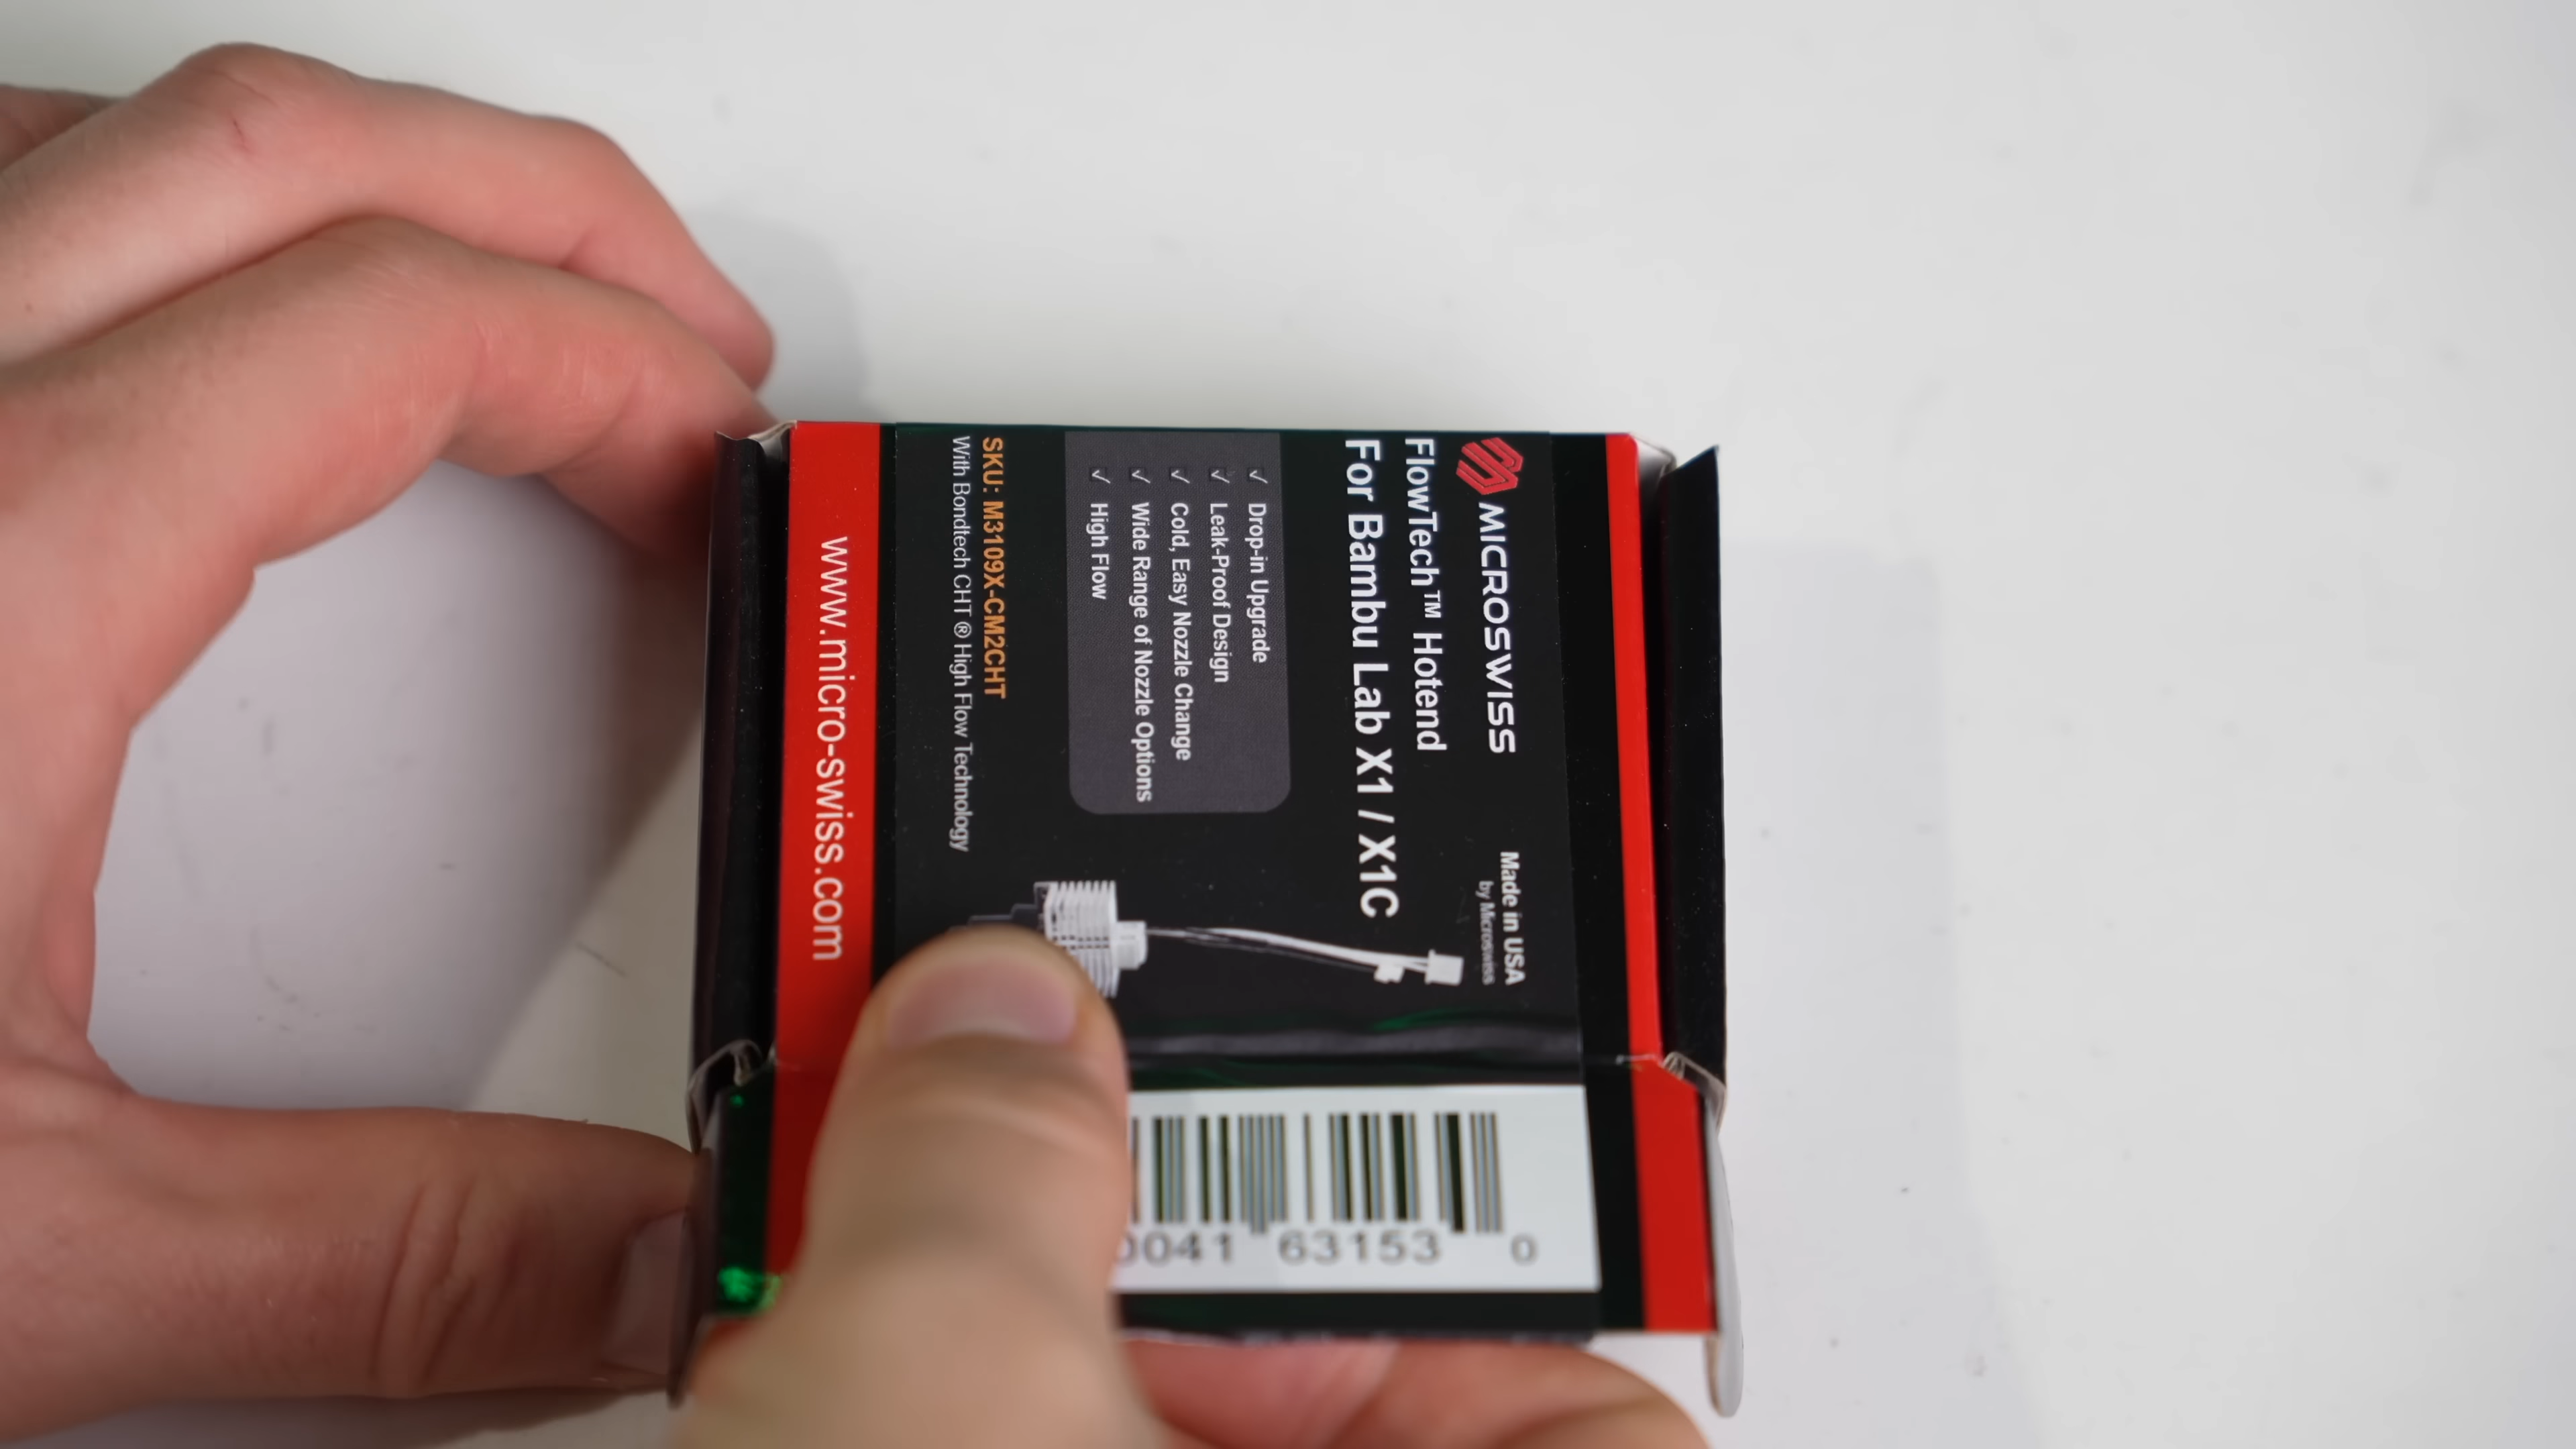 MICROSWISS
Made in USA
by Microswiss
FlowTech™ Hotend
For Bambu Lab X1 / X1C
✓ Drop-in Upgrade
✓ Leak-Proof Design
✓ Cold, Easy Nozzle Change
✓ Wide Range of Nozzle Options
✓ High Flow
SKU: M3109X-CM2CHT
With Bondtech CHT ® High Flow Technology
www.micro-swiss.com
0041 63153 0